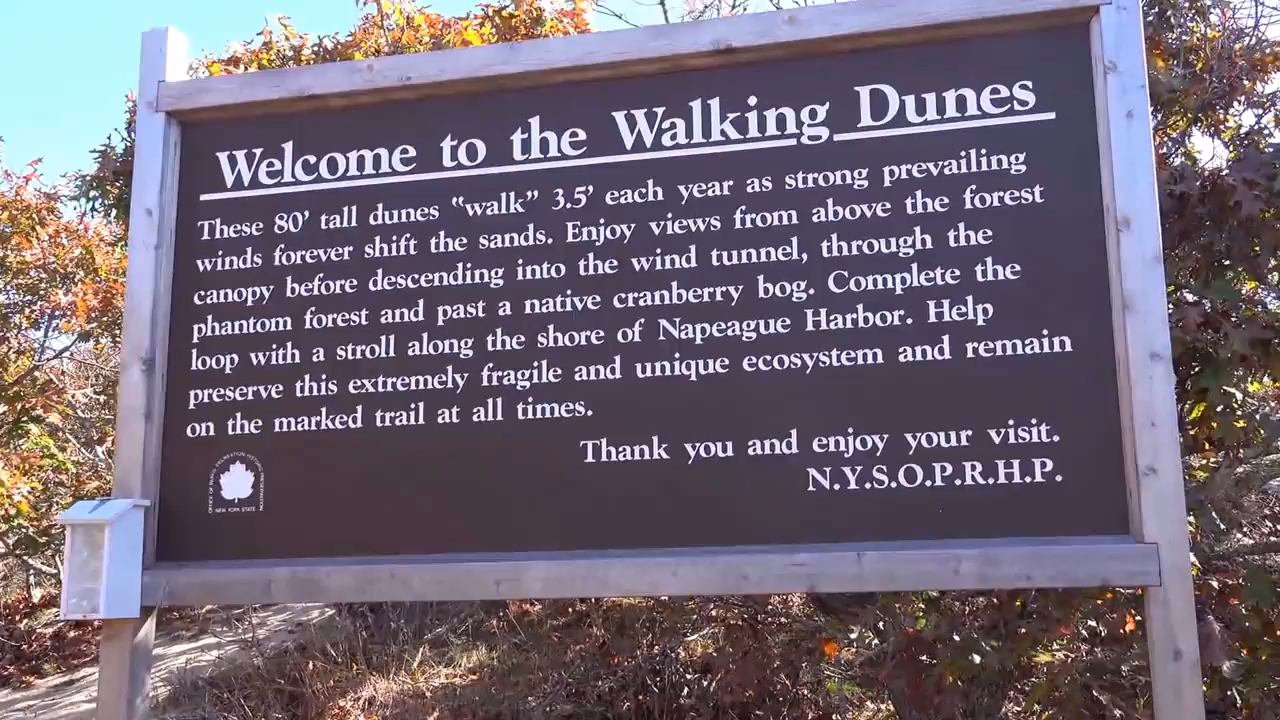 Welcome to the Walking Dunes
These 80' tall dunes "walk" 3.5' each year as strong prevailing
winds forever shift the sands. Enjoy views from above the forest
canopy before descending into the wind tunnel, through the
phantom forest and past a native cranberry bog. Complete the
loop with a stroll along the shore of Napeague Harbor. Help
preserve this extremely fragile and unique ecosystem and remain
on the marked trail at all times.
Thank you and enjoy your visit.
N.Y.S.O.P.R.H.P.
NEW YORK STATE